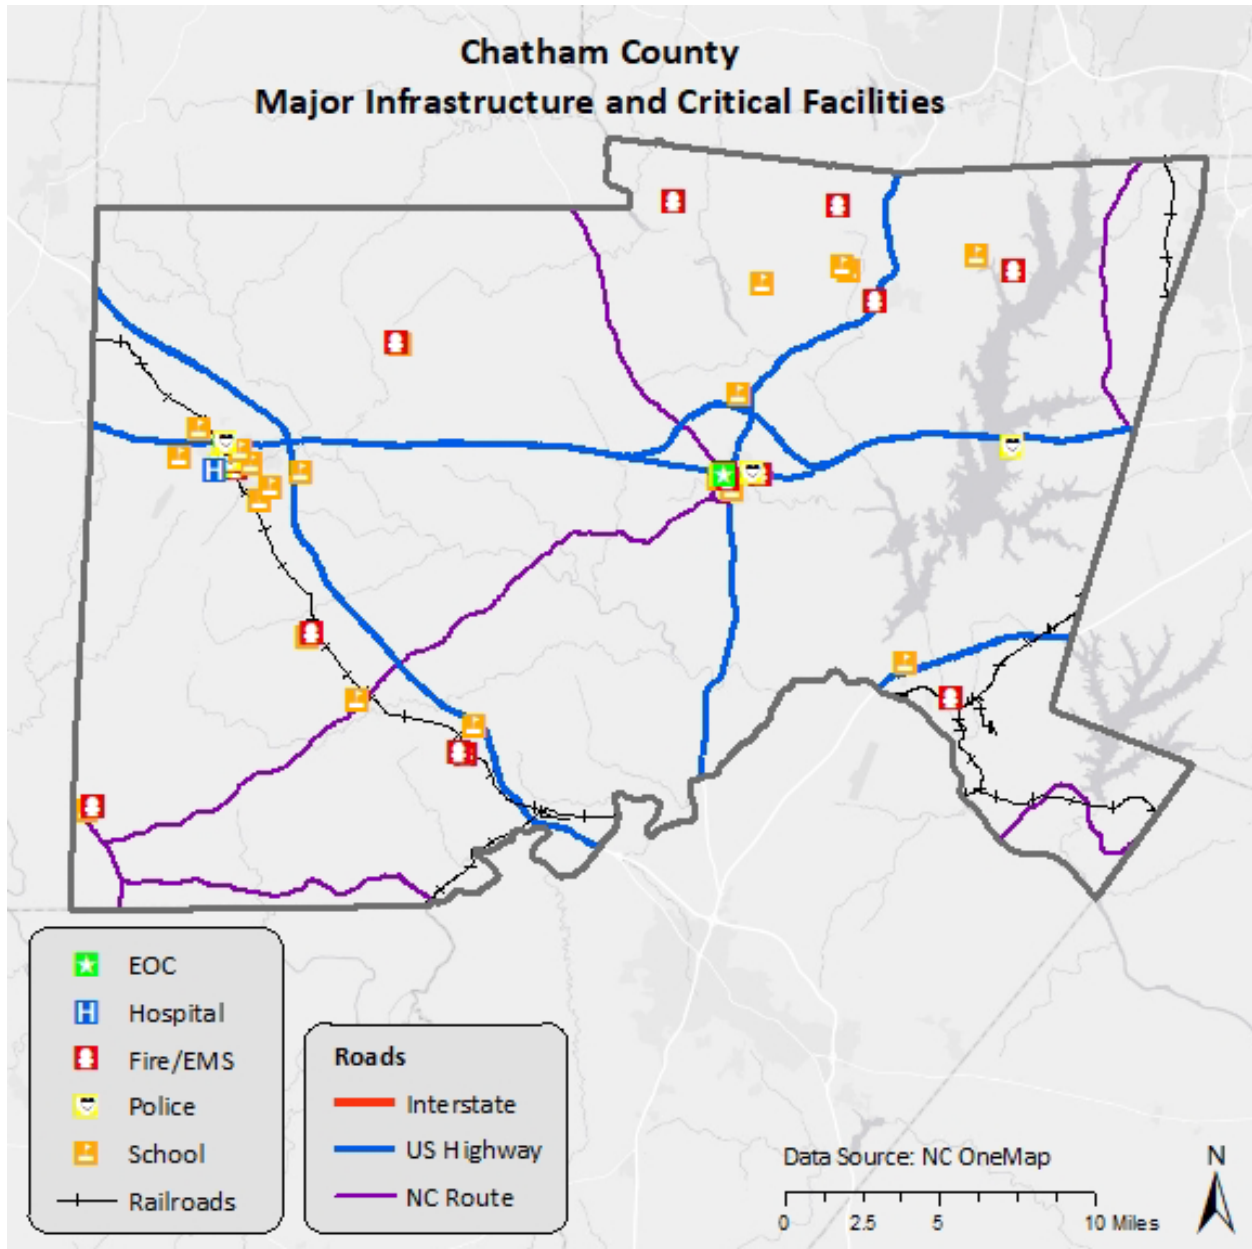 Chatham County
Major Infrastructure and Critical Facilities
EOC
Hospital
Fire/EMS
Police
School
Railroads
Roads
Interstate
US Highway
NC Route
Data Source: NC OneMap
0 2.5 5 10 Miles
N
H